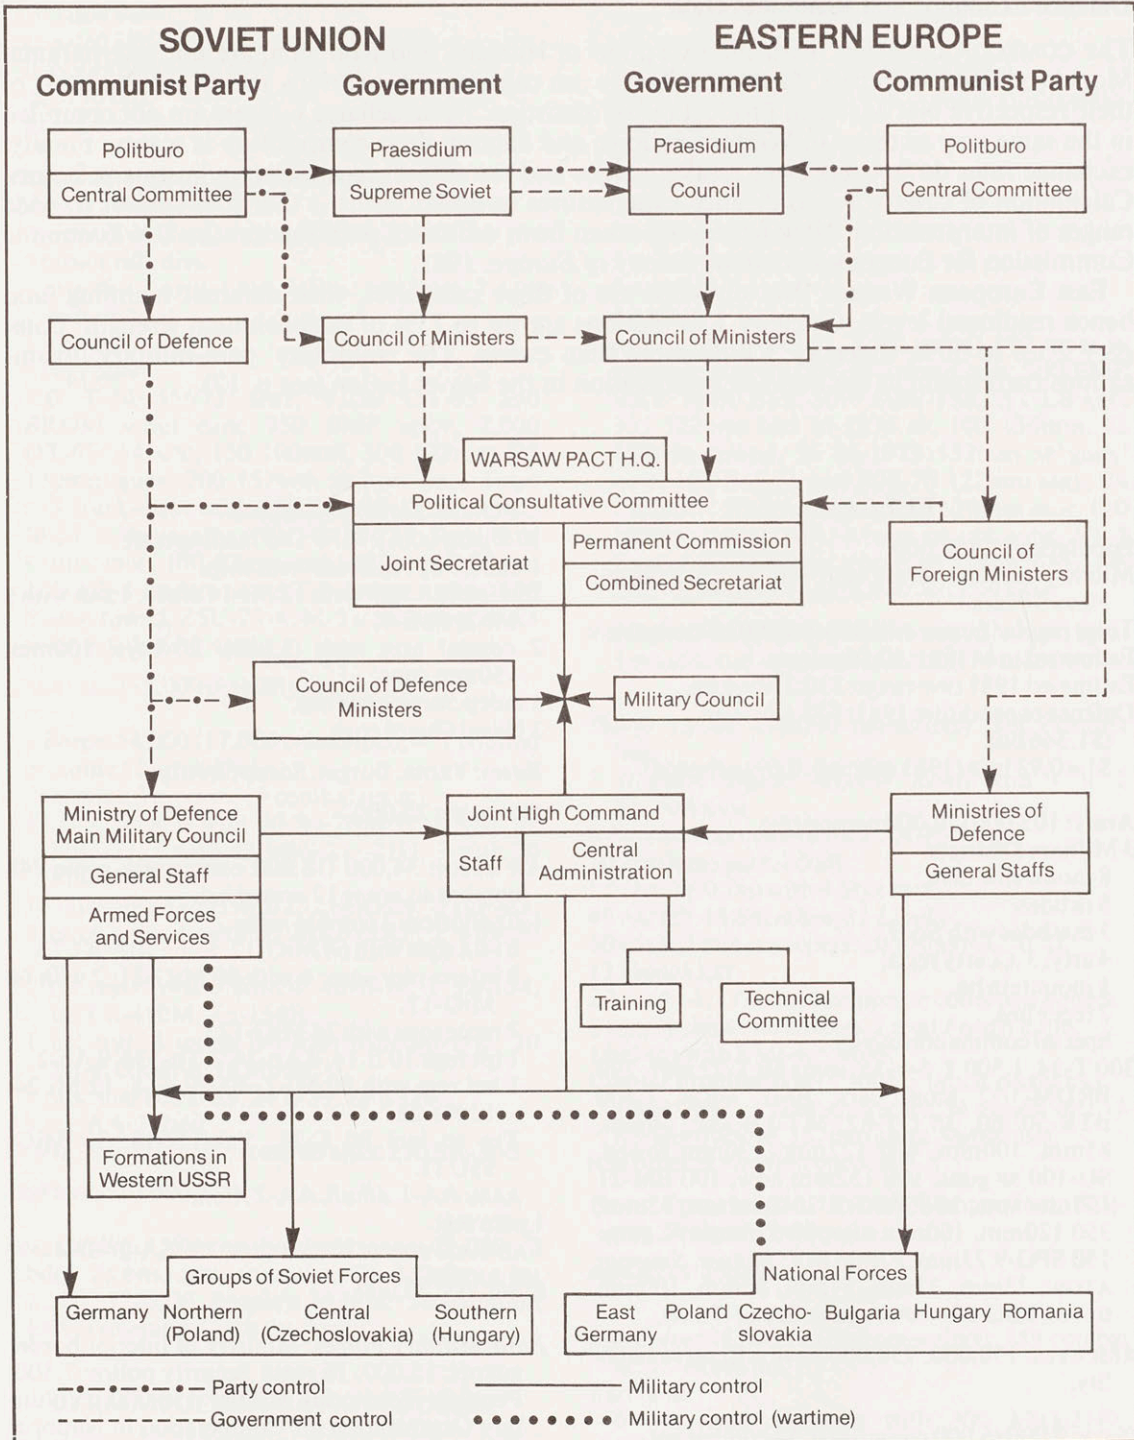 SOVIET UNION
EASTERN EUROPE
Communist Party
Government
Government
Communist Party
Politburo
Central Committee
Praesidium
Supreme Soviet
Praesidium
Council
Politburo
Central Committee
Council of Defence
Council of Ministers
Council of Ministers
WARSAW PACT H.Q.
Political Consultative Committee
Joint Secretariat
Permanent Commission
Combined Secretariat
Council of
Foreign Ministers
Council of Defence
Ministers
Military Council
Ministry of Defence
Main Military Council
General Staff
Armed Forces
and Services
Joint High Command
Staff
Central
Administration
Ministries of
Defence
General Staffs
Training
Technical
Committee
Formations in
Western USSR
Groups of Soviet Forces
Germany
Northern
(Poland)
Central
(Czechoslovakia)
Southern
(Hungary)
National Forces
East
Germany
Poland
Czecho-
slovakia
Bulgaria
Hungary
Romania
Party control
Military control
Government control
Military control (wartime)